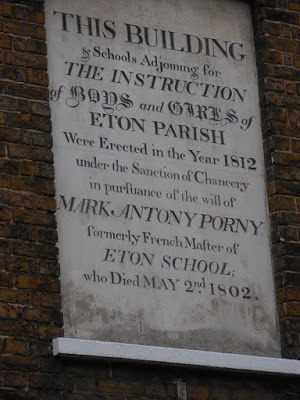 THIS BUILDING
& Schools Adjoining for
THE INSTRUCTION
of BOYS and GIRLS of
ETON PARISH
Were Erected in the Year 1812
under the Sanction of Chancery
in purſuance of the will of
MARK ANTONY PORNY
formerly French Maſter of
ETON SCHOOL;
who Died MAY 2nd. 1802.